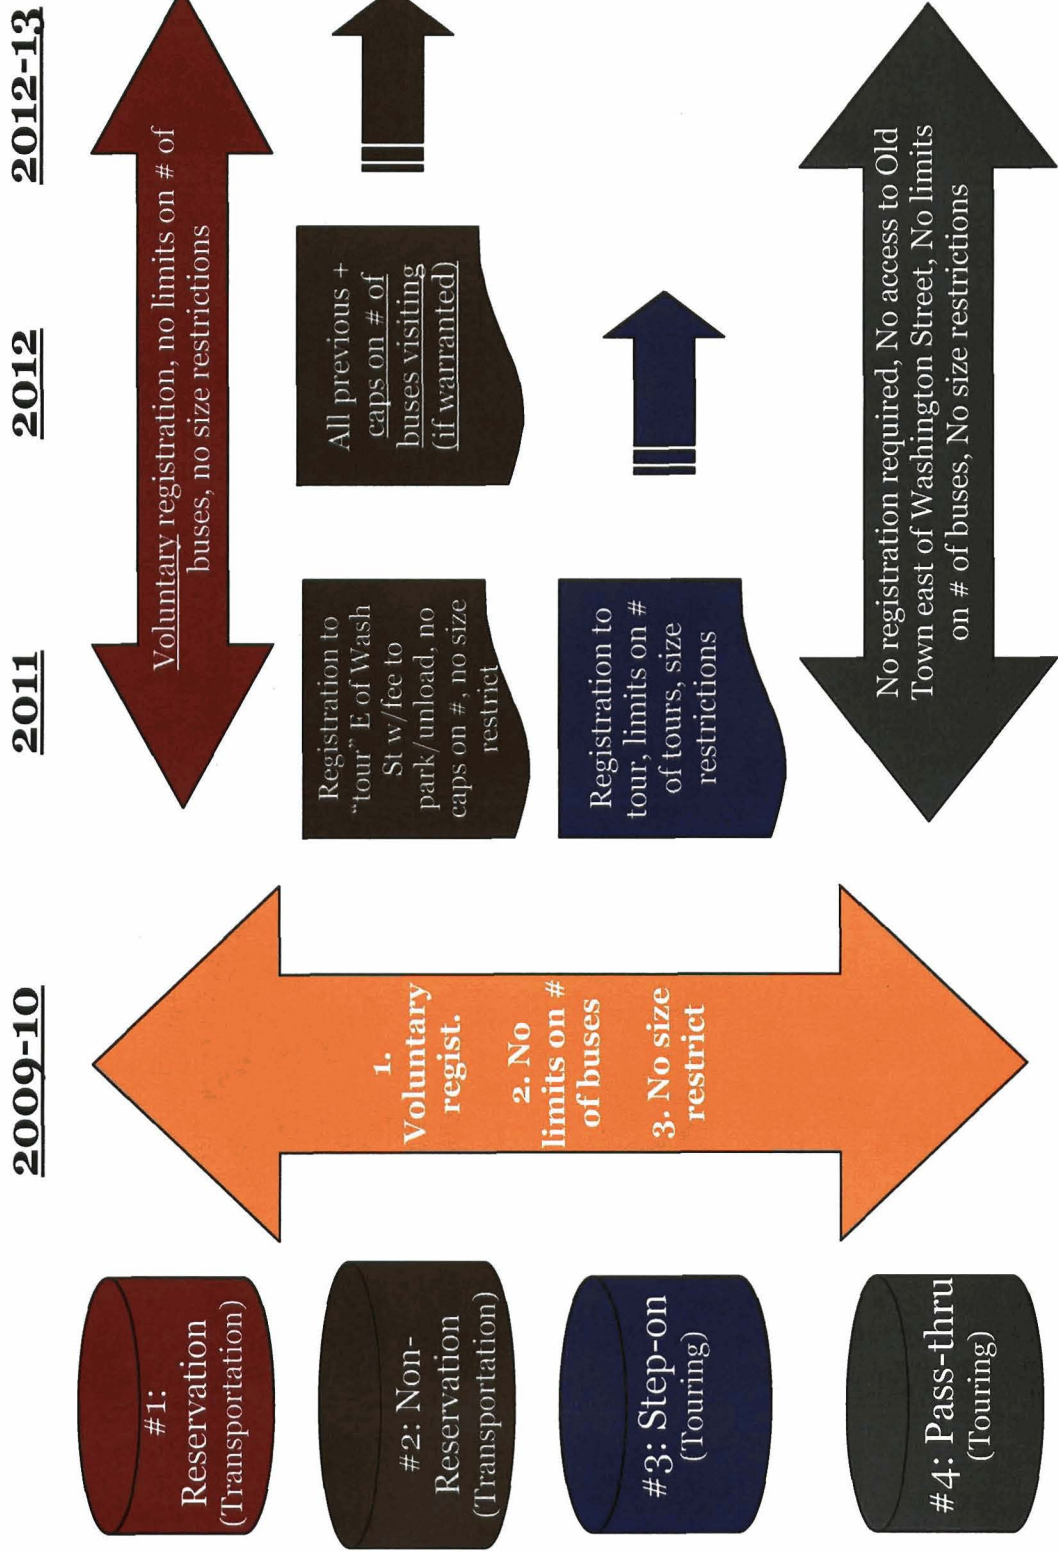 2009-10
2011
2012
2012-13
#1:
Reservation
(Transportation)
Voluntary registration, no limits on # of
buses, no size restrictions
#2: Non-
Reservation
(Transportation)
Registration to
"tour" E of Wash
St w/fee to
park/unload, no
caps on #, no size
restrict
All previous +
caps on # of
buses visiting
(if warranted)
1.
Voluntary
regist.
2. No
limits on #
of buses
3. No size
restrict
#3: Step-on
(Touring)
Registration to
tour, limits on #
of tours, size
restrictions
#4: Pass-thru
(Touring)
No registration required, No access to Old
Town east of Washington Street, No limits
on # of buses, No size restrictions